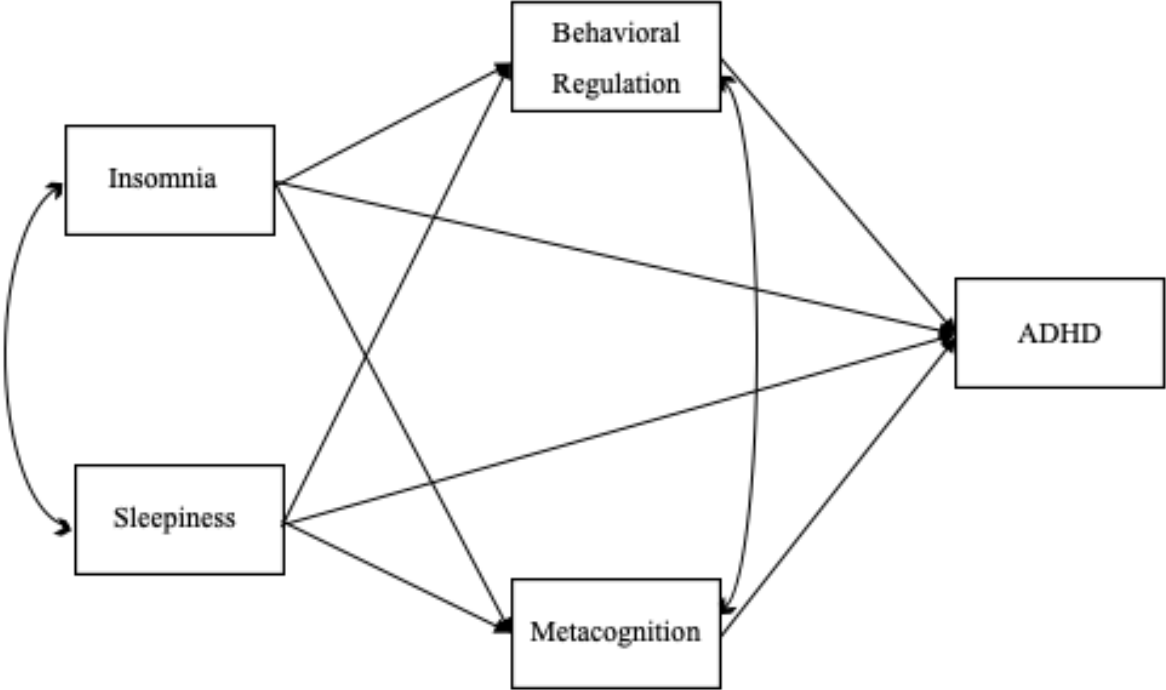 Behavioral
Regulation
Insomnia
ADHD
Sleepiness
Metacognition